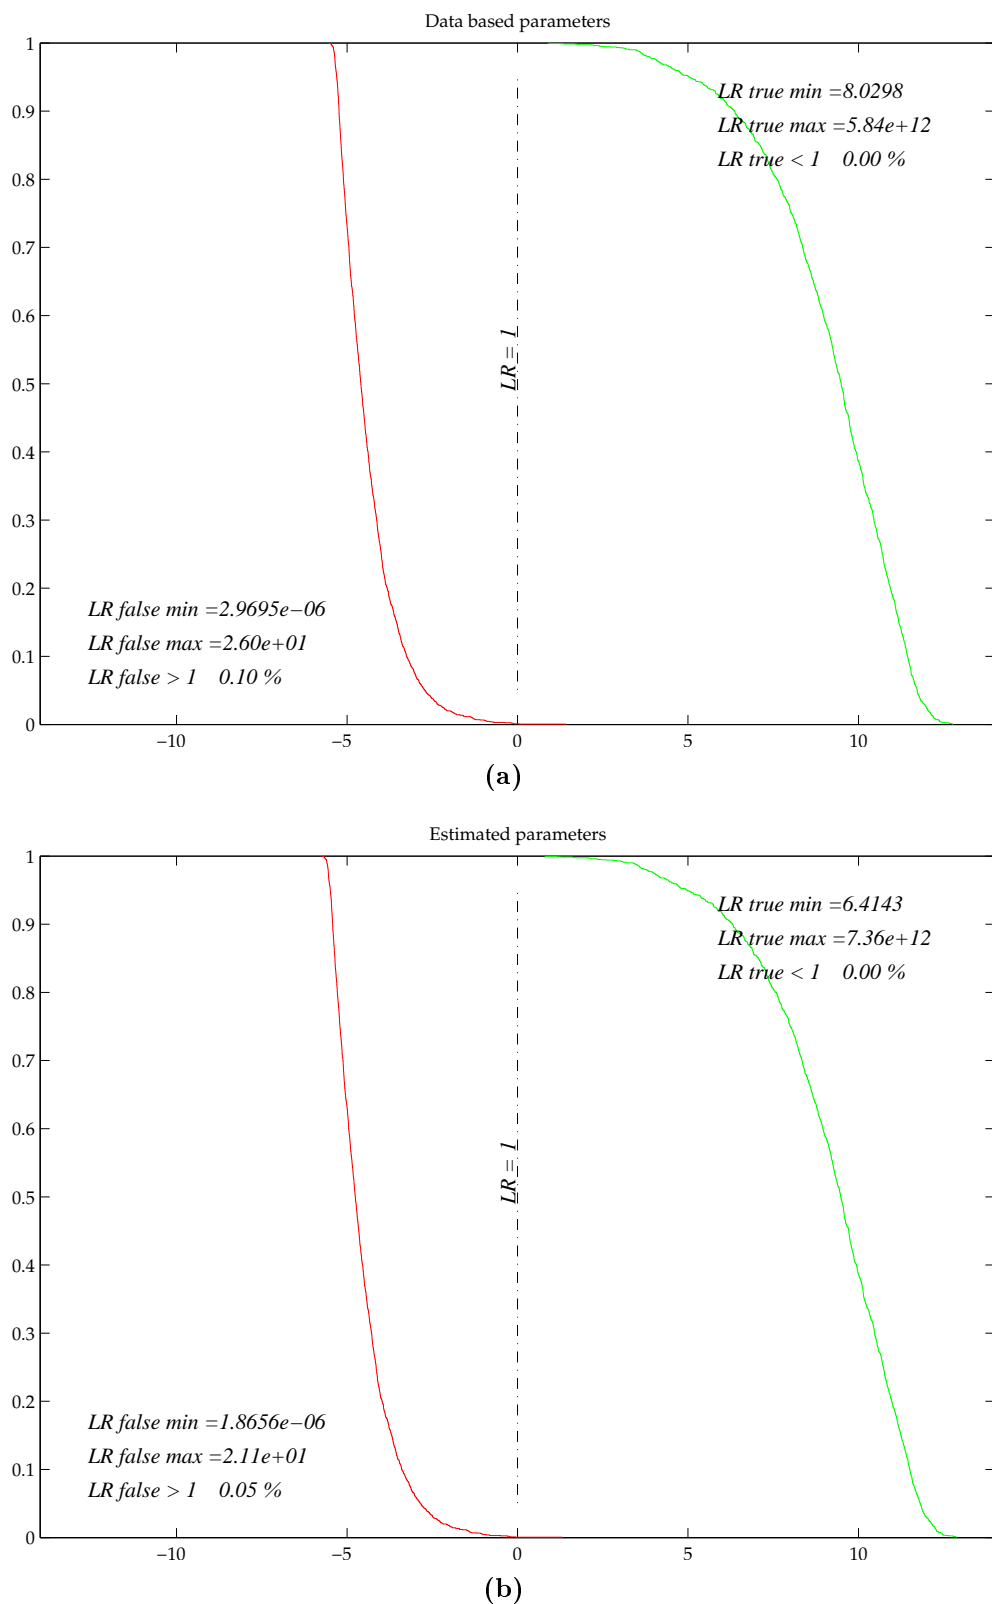 Data based parameters
1
0.9
0.8
0.7
0.6
0.5
0.4
0.3
0.2
0.1
0
LR true min =8.0298
LR true max =5.84e+12
LR true < 1 0.00 %
LR = 1
LR false min =2.9695e−06
LR false max =2.60e+01
LR false > 1 0.10 %
−10 −5 0 5 10
(a)
Estimated parameters
1
0.9
0.8
0.7
0.6
0.5
0.4
0.3
0.2
0.1
0
LR true min =6.4143
LR true max =7.36e+12
LR true < 1 0.00 %
LR = 1
LR false min =1.8656e−06
LR false max =2.11e+01
LR false > 1 0.05 %
−10 −5 0 5 10
(b)